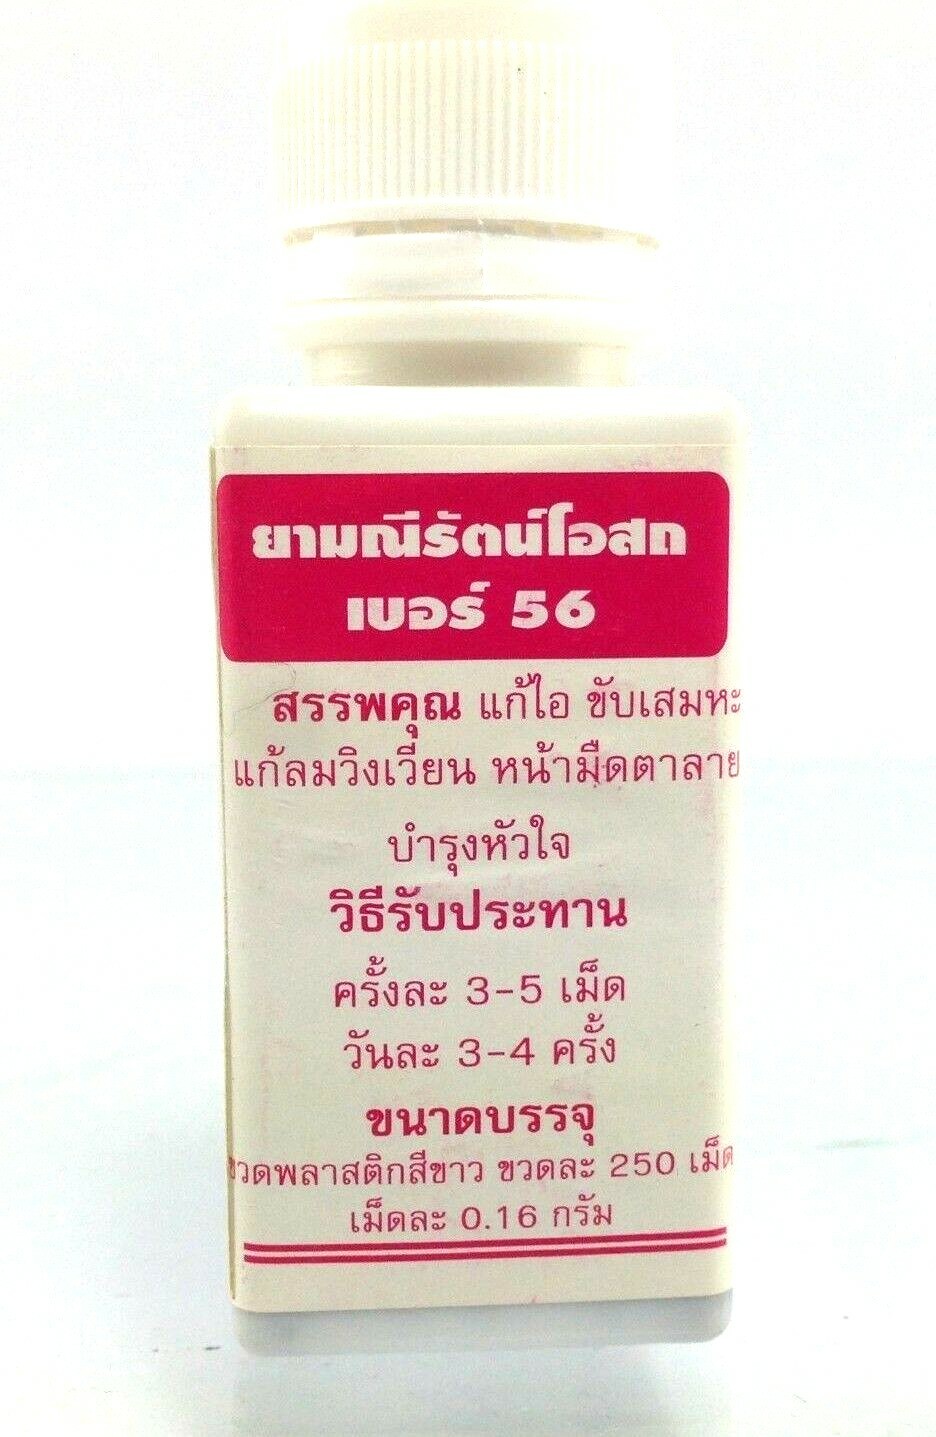 ยามณีรัตน์โอสถ
เบอร์ 56
สรรพคุณ แก้ไอ ขับเสมหะ
แก้ลมวิงเวียน หน้ามืดตาลาย
บำรุงหัวใจ
วิธีรับประทาน
ครั้งละ 3-5 เม็ด
วันละ 3-4 ครั้ง
ขนาดบรรจุ
ขวดพลาสติกสีขาว ขวดละ 250 เม็ด
เม็ดละ 0.16 กรัม